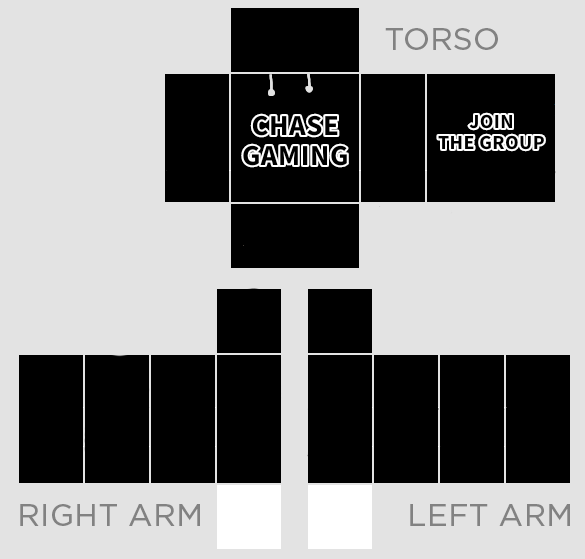 TORSO
CHASE
GAMING
JOIN
THE GROUP
RIGHT ARM
LEFT ARM